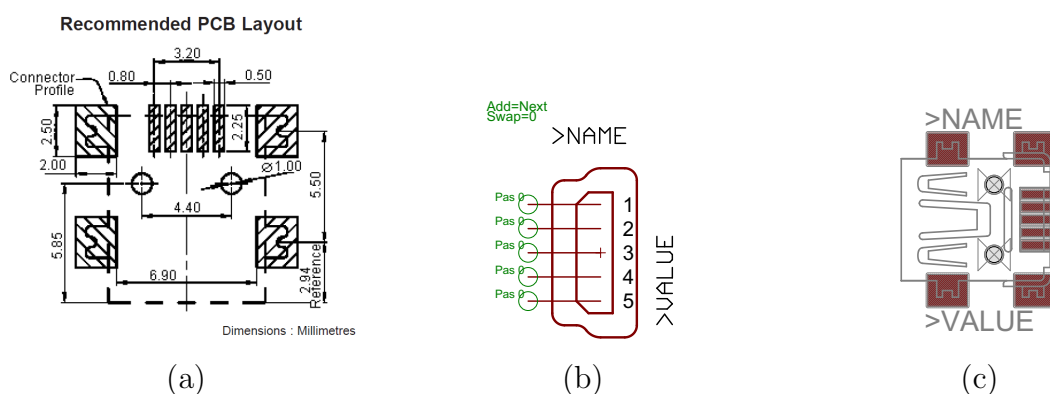 Recommended PCB Layout
3.20
0.80
0.50
Connector
Profile
2.50
2.25
2.00
Ø1.00
5.50
4.40
5.85
6.90
2.94
Reference
Dimensions : Millimetres
(a)
Add=Next
Swap=0
>NAME
Pas 0
1
Pas 0
2
Pas 0
3
Pas 0
4
Pas 0
5
>VALUE
(b)
>NAME
>VALUE
(c)